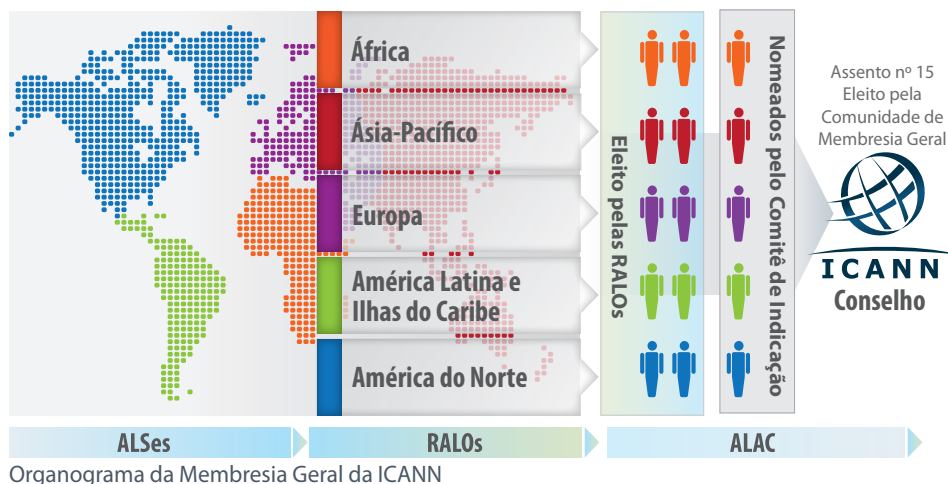 África
Ásia-Pacífico
Europa
América Latina e
Ilhas do Caribe
América do Norte
Eleito pelas RALOs
Nomeados pelo Comitê de Indicação
Assento nº 15
Eleito pela
Comunidade de
Membresia Geral
ICANN
Conselho
ALSes
RALOs
ALAC
Organograma da Membresia Geral da ICANN